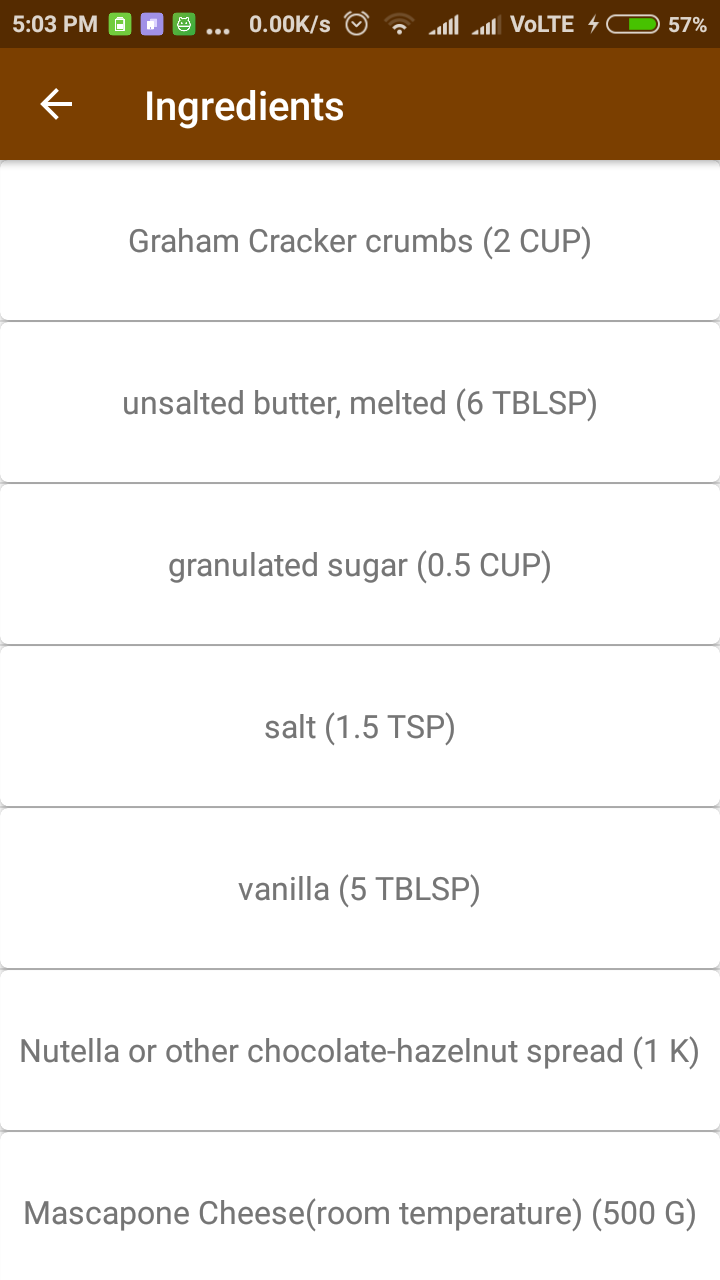 5:03 PM ... 0.00K/s VoLTE 57%
Ingredients
Graham Cracker crumbs (2 CUP)
unsalted butter, melted (6 TBLSP)
granulated sugar (0.5 CUP)
salt (1.5 TSP)
vanilla (5 TBLSP)
Nutella or other chocolate-hazelnut spread (1 K)
Mascapone Cheese(room temperature) (500 G)